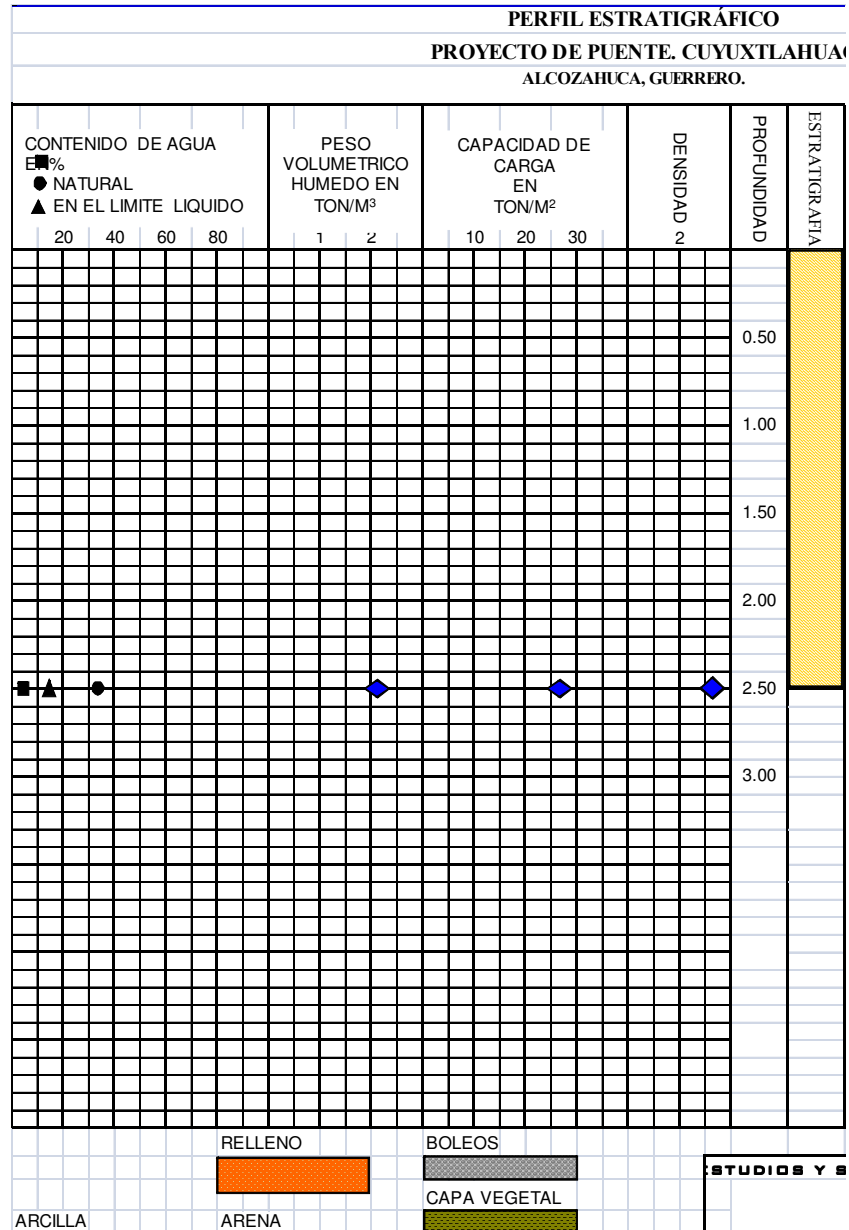 PERFIL ESTRATIGRÁFICO
PROYECTO DE PUENTE. CUYUXTLAHUAC
ALCOZAHUCA, GUERRERO.
CONTENIDO DE AGUA
EN %
NATURAL
EN EL LIMITE LIQUIDO
20 40 60 80
PESO
VOLUMETRICO
HUMEDO EN
TON/M³
1 2
CAPACIDAD DE
CARGA
EN
TON/M²
10 20 30
DENSIDAD
2
PROFUNDIDAD
ESTRATIGRAFIA
0.50
1.00
1.50
2.00
2.50
3.00
RELLENO
BOLEOS
CAPA VEGETAL
ARCILLA
ARENA
ESTUDIOS Y S